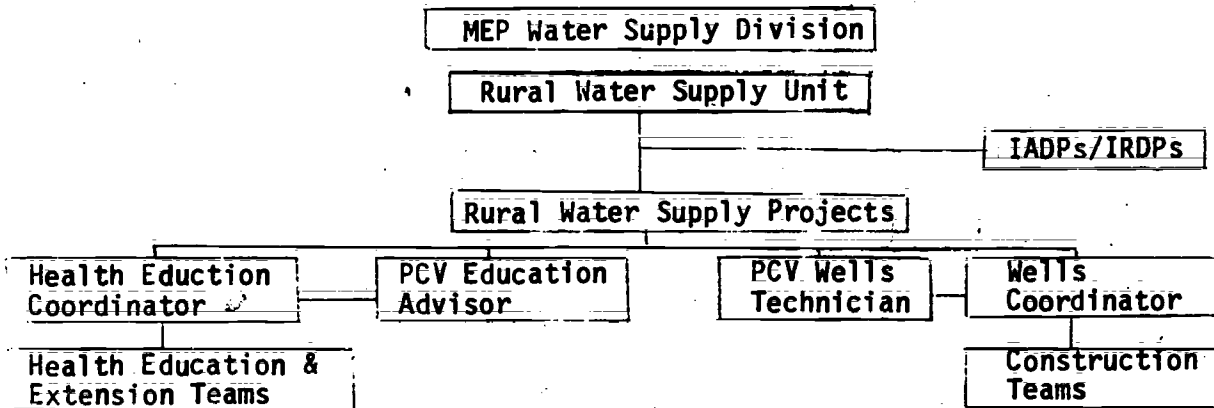 MEP Water Supply Division
Rural Water Supply Unit
IADPs/IRDPs
Rural Water Supply Projects
Health Eduction
Coordinator
PCV Education
Advisor
PCV Wells
Technician
Wells
Coordinator
Health Education &
Extension Teams
Construction
Teams